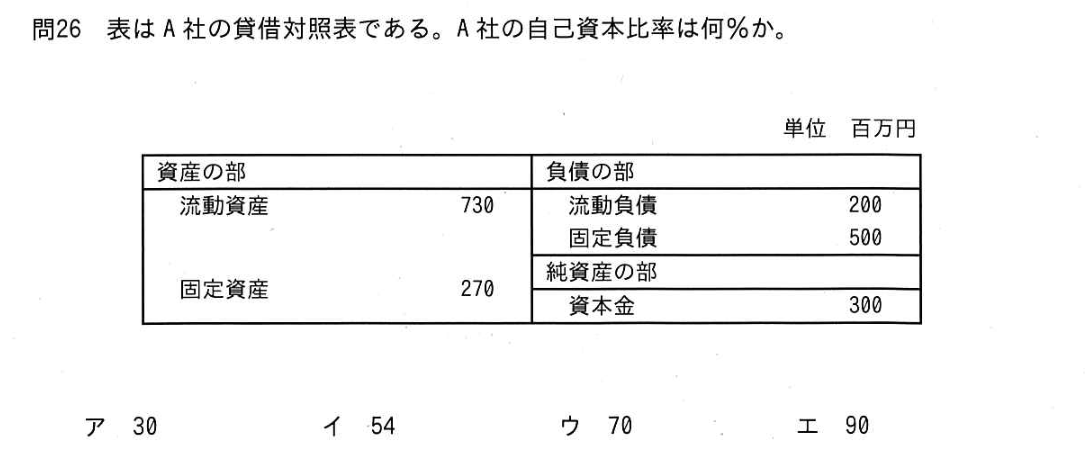 問26 表は A 社の貸借対照表である。A 社の自己資本比率は何%か。
単位 百万円
資産の部 負債の部
流動資産 730 流動負債 200
固定負債 500
純資産の部
固定資産 270
資本金 300
ア 30 イ 54 ウ 70 エ 90